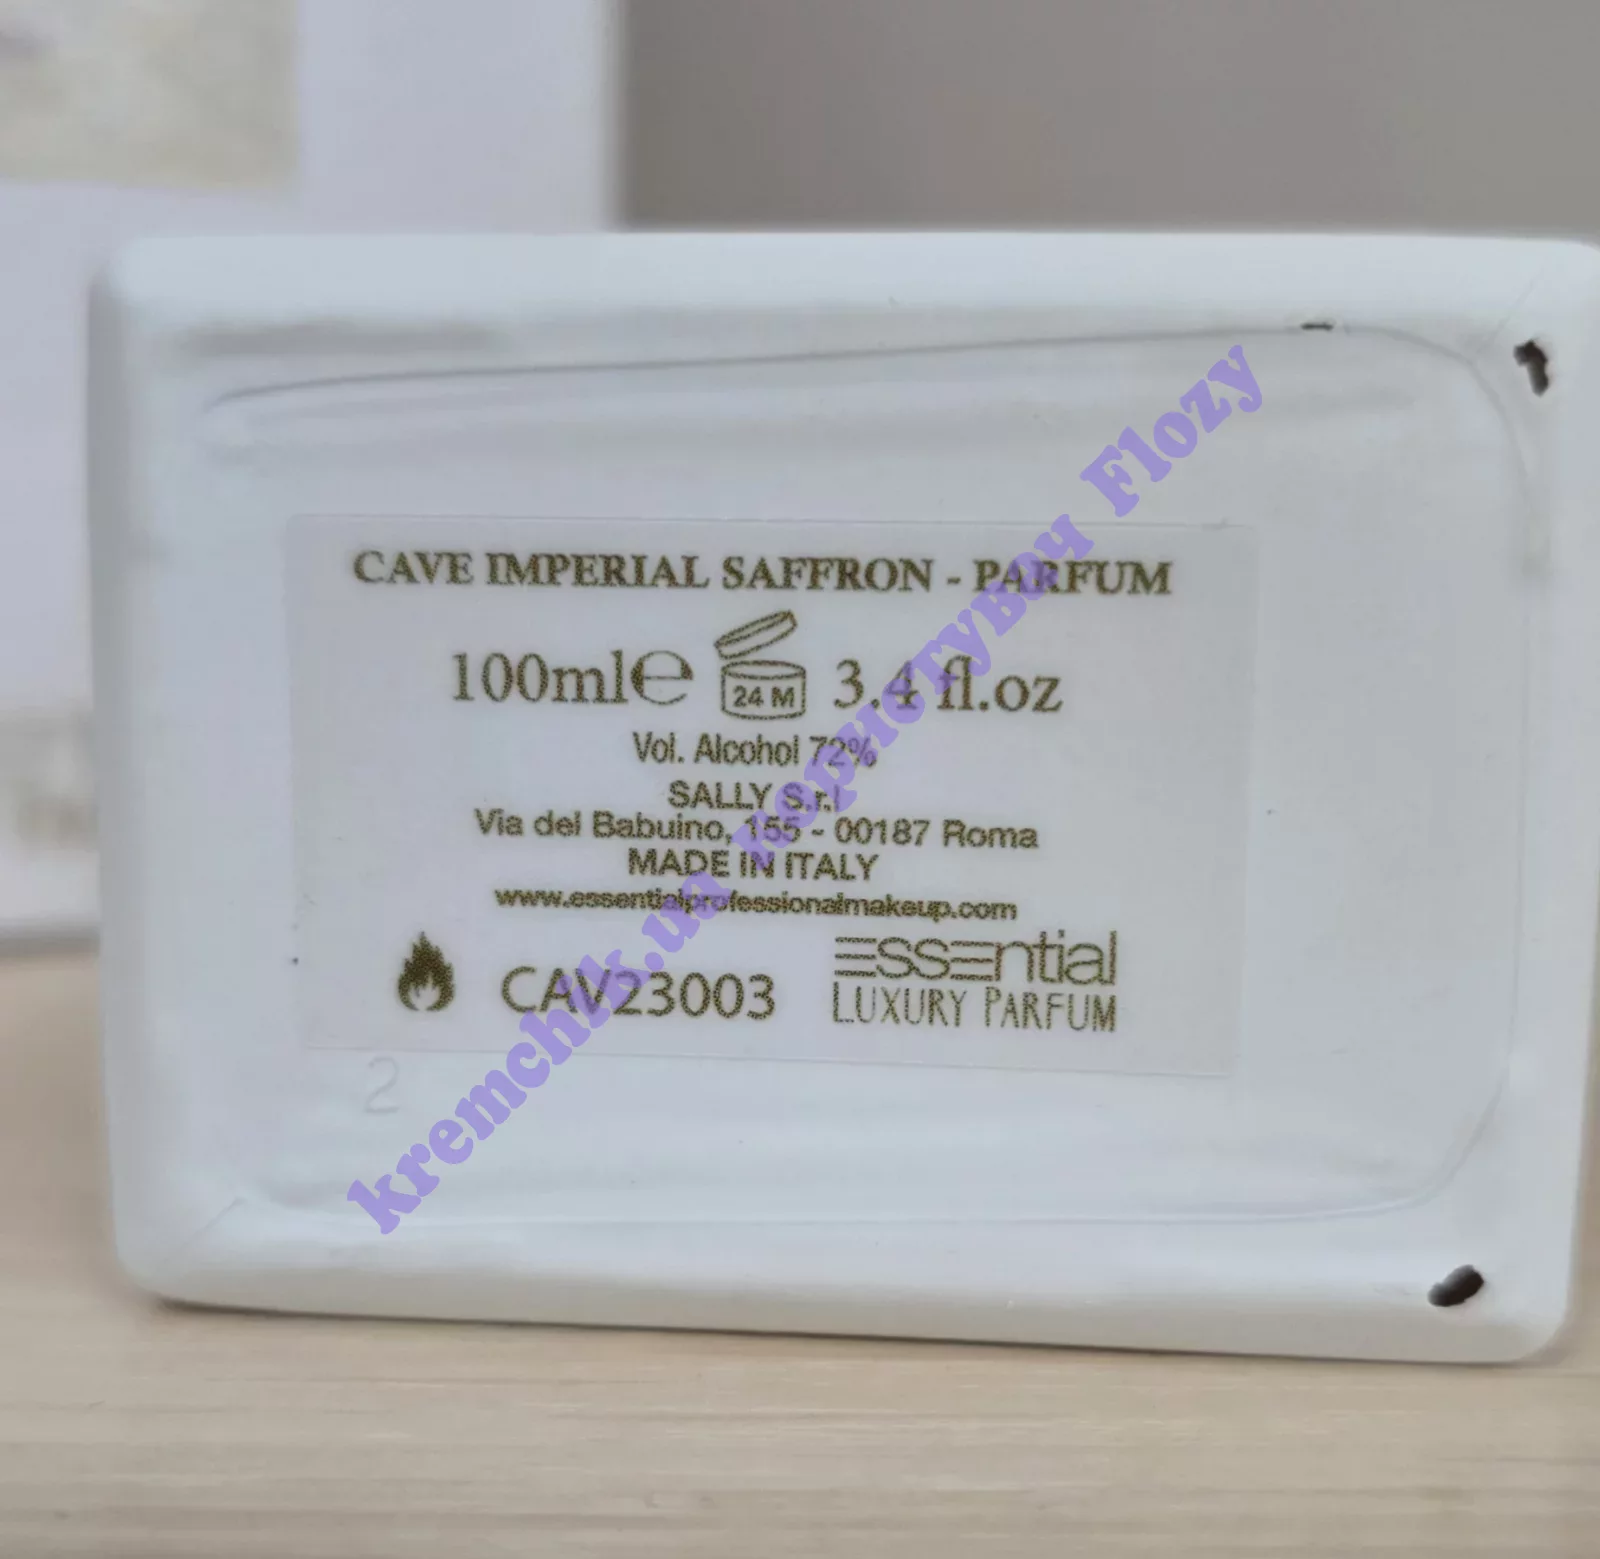 CAVE IMPERIAL SAFFRON - PARFUM
100ml℮ 24 M 3.4 fl.oz
Vol. Alcohol 72%
SALLY S.r.l
Via del Babuino, 155 - 00187 Roma
MADE IN ITALY
www.essentialprofessionalmakeup.com
CAV23003
ESSEntial
LUXURY PARFUM
2
kremchik.ua користувач Flozy